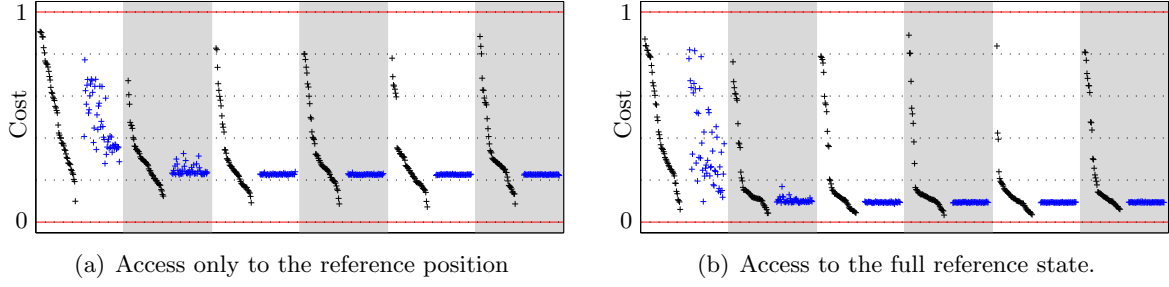 1
Cost
0
(a) Access only to the reference position
1
Cost
0
(b) Access to the full reference state.